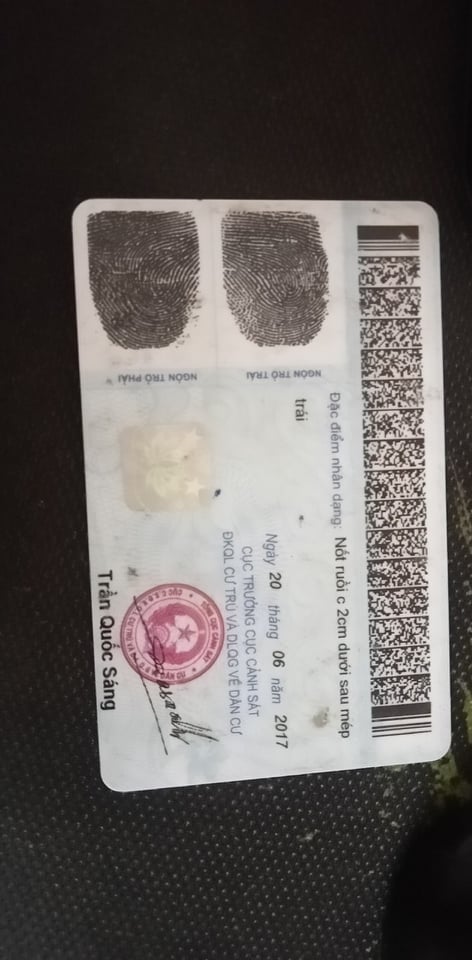 Đặc điểm nhân dạng: Nốt ruồi c 2cm dưới sau mép
trái
Ngày 20 tháng 06 năm 2017
CỤC TRƯỞNG CỤC CẢNH SÁT
ĐKQL CƯ TRÚ VÀ DLQG VỀ DÂN CƯ
Trần Quốc Sáng
NGÓN TRỎ TRÁI
NGÓN TRỎ PHẢI